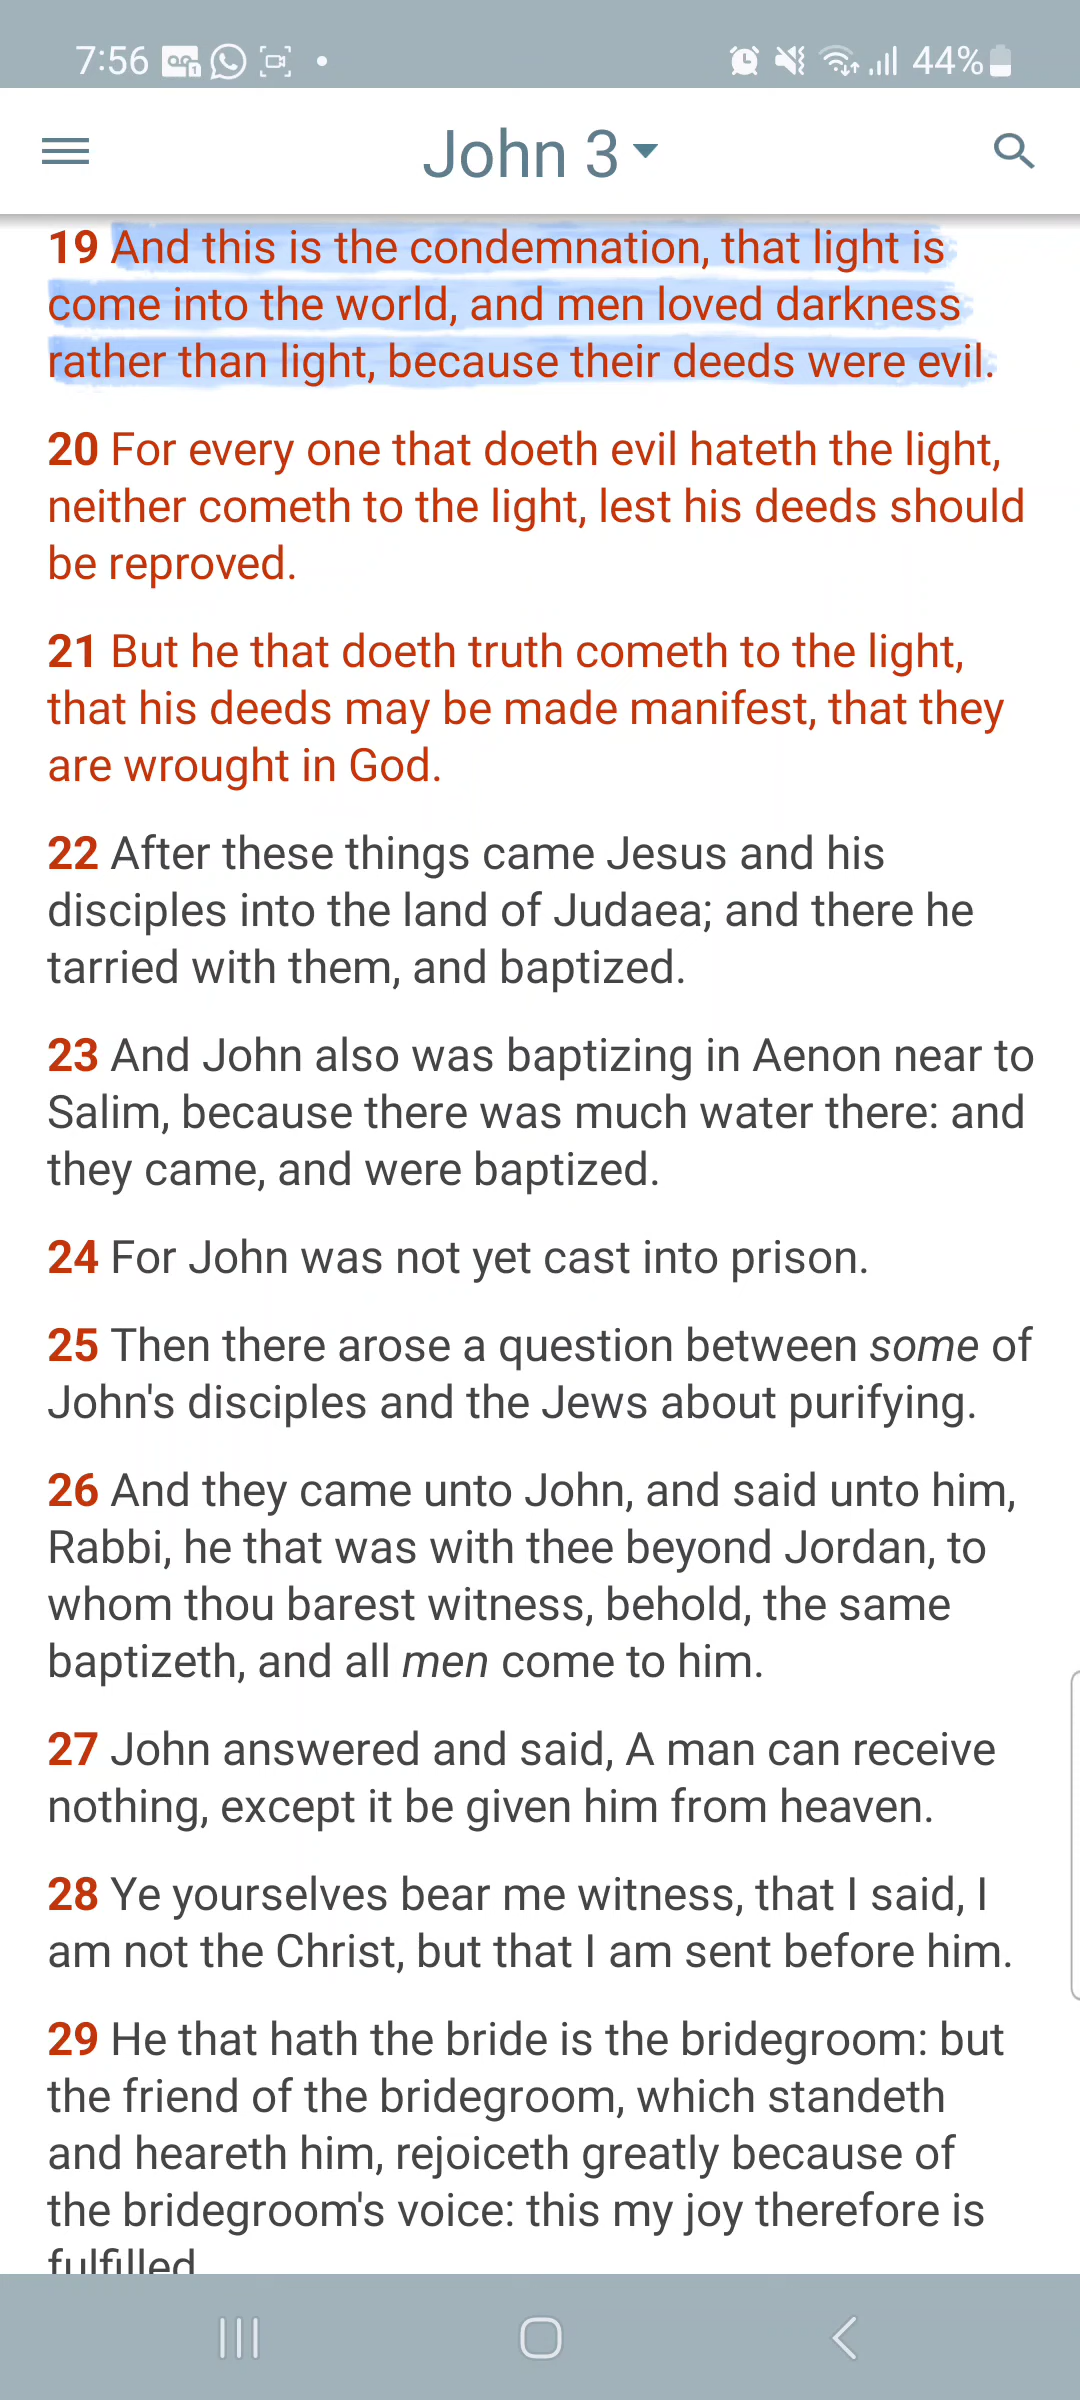 7:56
44%
John 3
19 And this is the condemnation, that light is
come into the world, and men loved darkness
rather than light, because their deeds were evil.
20 For every one that doeth evil hateth the light,
neither cometh to the light, lest his deeds should
be reproved.
21 But he that doeth truth cometh to the light,
that his deeds may be made manifest, that they
are wrought in God.
22 After these things came Jesus and his
disciples into the land of Judaea; and there he
tarried with them, and baptized.
23 And John also was baptizing in Aenon near to
Salim, because there was much water there: and
they came, and were baptized.
24 For John was not yet cast into prison.
25 Then there arose a question between some of
John's disciples and the Jews about purifying.
26 And they came unto John, and said unto him,
Rabbi, he that was with thee beyond Jordan, to
whom thou barest witness, behold, the same
baptizeth, and all men come to him.
27 John answered and said, A man can receive
nothing, except it be given him from heaven.
28 Ye yourselves bear me witness, that I said, I
am not the Christ, but that I am sent before him.
29 He that hath the bride is the bridegroom: but
the friend of the bridegroom, which standeth
and heareth him, rejoiceth greatly because of
the bridegroom's voice: this my joy therefore is
fulfilled